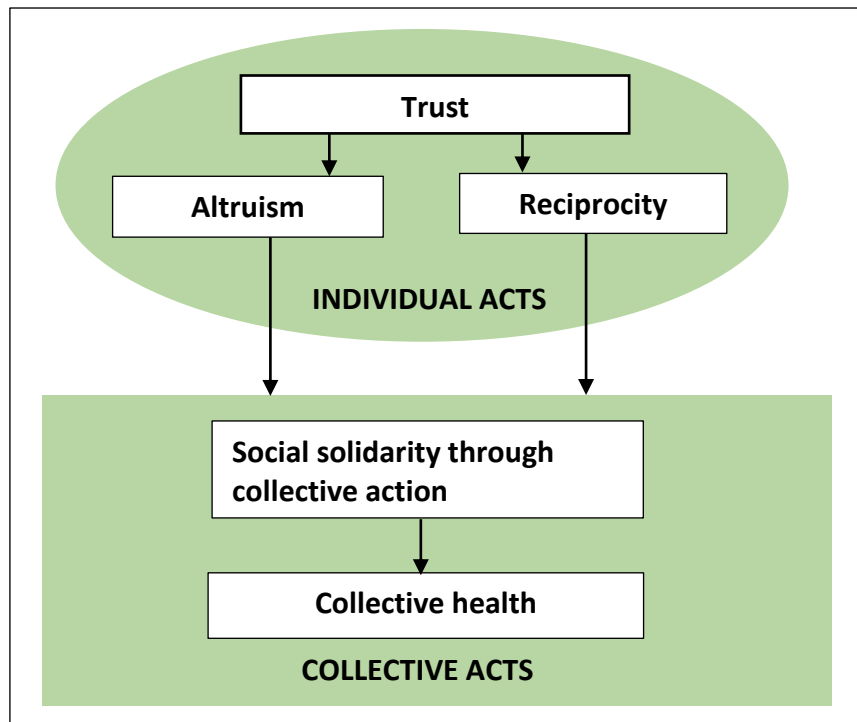 Trust
Altruism
Reciprocity
INDIVIDUAL ACTS
Social solidarity through
collective action
Collective health
COLLECTIVE ACTS